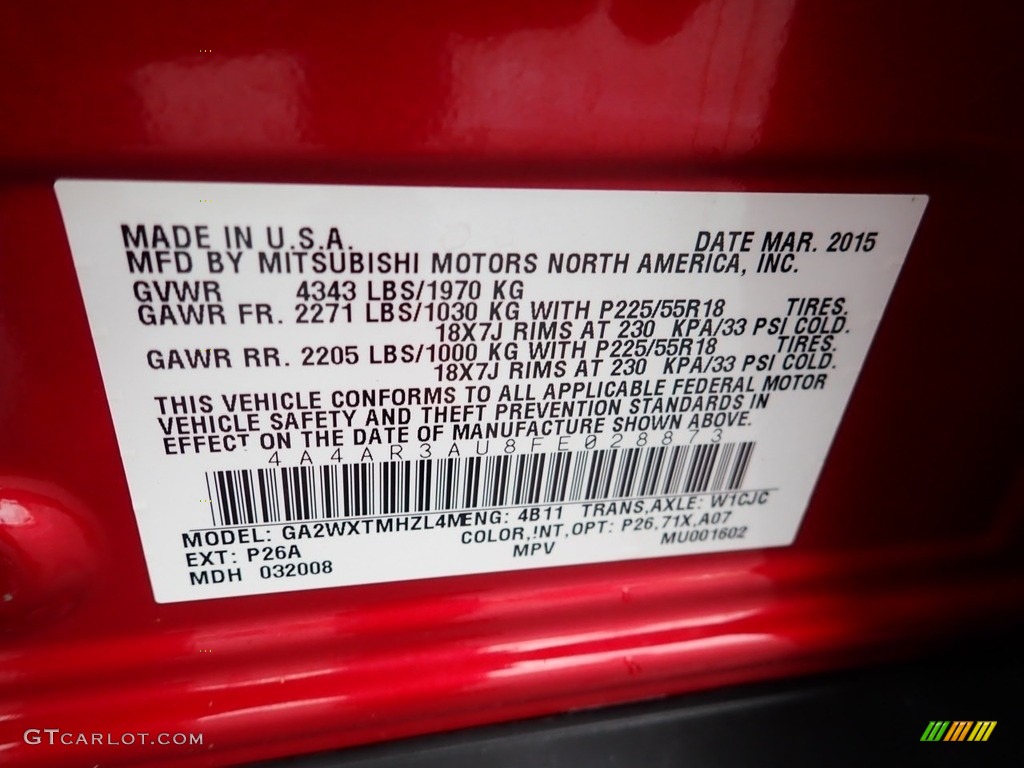 MADE IN U.S.A. DATE MAR. 2015
MFD BY MITSUBISHI MOTORS NORTH AMERICA, INC.
GVWR 4343 LBS/1970 KG
GAWR FR. 2271 LBS/1030 KG WITH P225/55R18 TIRES.
18X7J RIMS AT 230 KPA/33 PSI COLD.
GAWR RR. 2205 LBS/1000 KG WITH P225/55R18 TIRES.
18X7J RIMS AT 230 KPA/33 PSI COLD.
THIS VEHICLE CONFORMS TO ALL APPLICABLE FEDERAL MOTOR
VEHICLE SAFETY AND THEFT PREVENTION STANDARDS IN
EFFECT ON THE DATE OF MANUFACTURE SHOWN ABOVE.
4A4AR3AU8FE028873
MODEL: GA2WXTMHZL4M ENG: 4B11 TRANS,AXLE: W1CJC
EXT: P26A COLOR,INT,OPT: P26,71X,A07
MDH 032008 MPV MU001602
GTCARLOT.COM